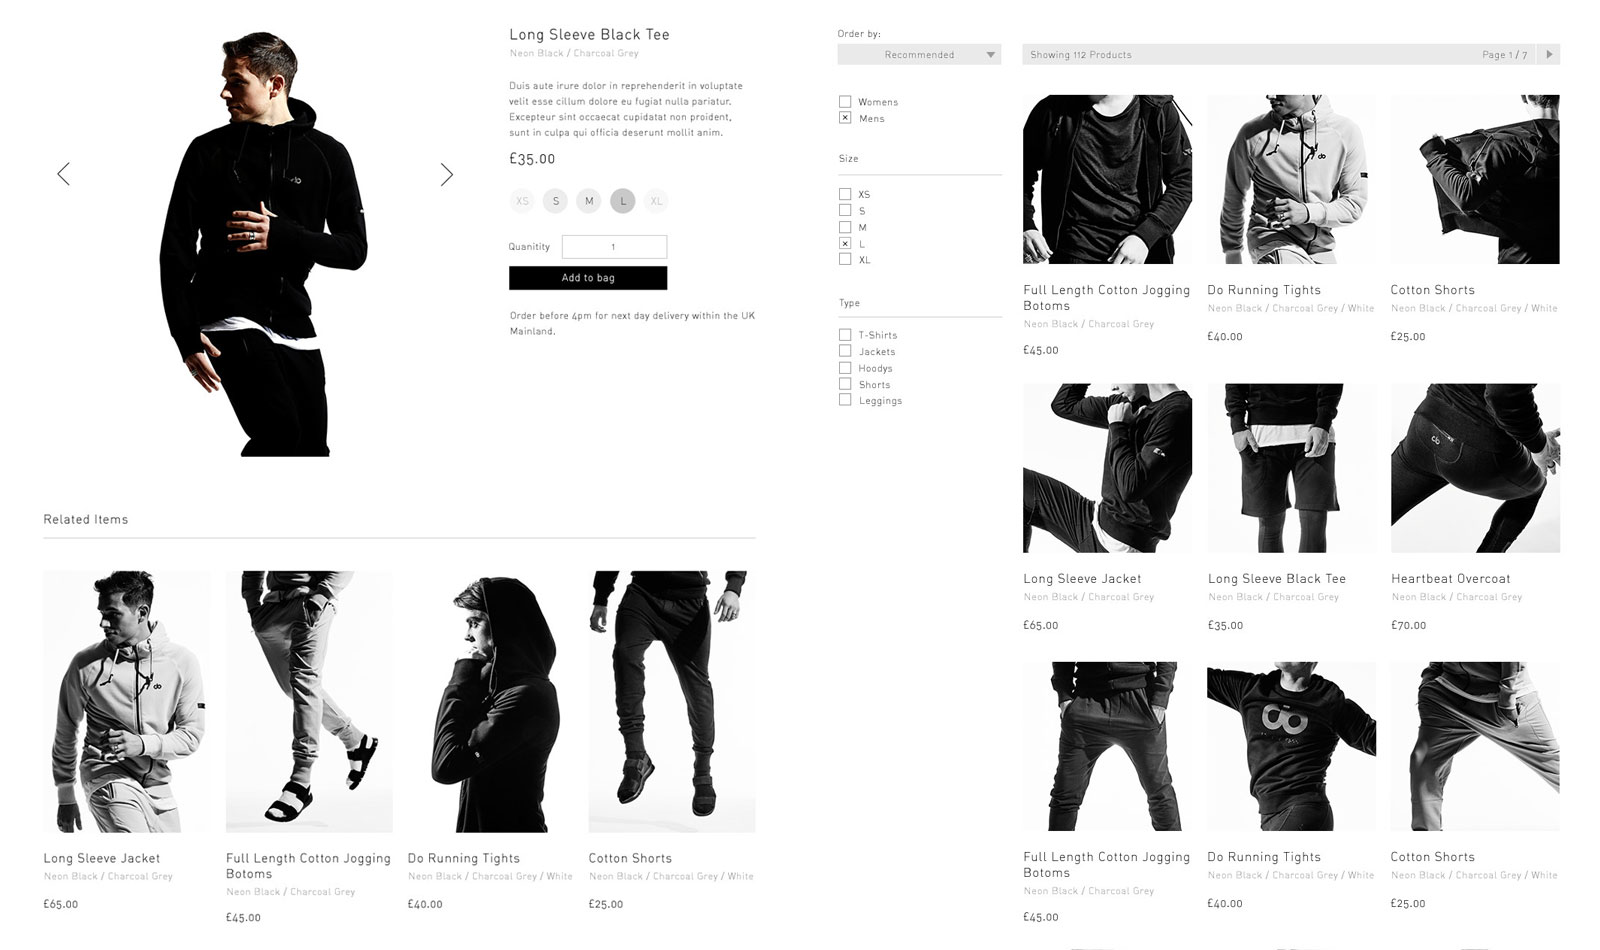 Long Sleeve Black Tee
Neon Black / Charcoal Grey
Duis aute irure dolor in reprehenderit in voluptate
velit esse cillum dolore eu fugiat nulla pariatur.
Excepteur sint occaecat cupidatat non proident,
sunt in culpa qui officia deserunt mollit anim.
£35.00
XS S M L XL
Quanitity 1
Add to bag
Order before 4pm for next day delivery within the UK
Mainland.
Related Items
do
Long Sleeve Jacket
Neon Black / Charcoal Grey
£65.00
Full Length Cotton Jogging
Botoms
Neon Black / Charcoal Grey
£45.00
Do Running Tights
Neon Black / Charcoal Grey / White
£40.00
Cotton Shorts
Neon Black / Charcoal Grey / White
£25.00
Order by:
Recommended
Womens
Mens
Size
XS
S
M
L
XL
Type
T-Shirts
Jackets
Hoodys
Shorts
Leggings
Showing 112 Products
Page 1 / 7
do
Full Length Cotton Jogging
Botoms
Neon Black / Charcoal Grey
£45.00
Do Running Tights
Neon Black / Charcoal Grey / White
£40.00
Cotton Shorts
Neon Black / Charcoal Grey / White
£25.00
do
Long Sleeve Jacket
Neon Black / Charcoal Grey
£65.00
Long Sleeve Black Tee
Neon Black / Charcoal Grey
£35.00
Heartbeat Overcoat
Neon Black / Charcoal Grey
£70.00
Full Length Cotton Jogging
Botoms
Neon Black / Charcoal Grey
£45.00
Do Running Tights
Neon Black / Charcoal Grey / White
£40.00
Cotton Shorts
Neon Black / Charcoal Grey / White
£25.00